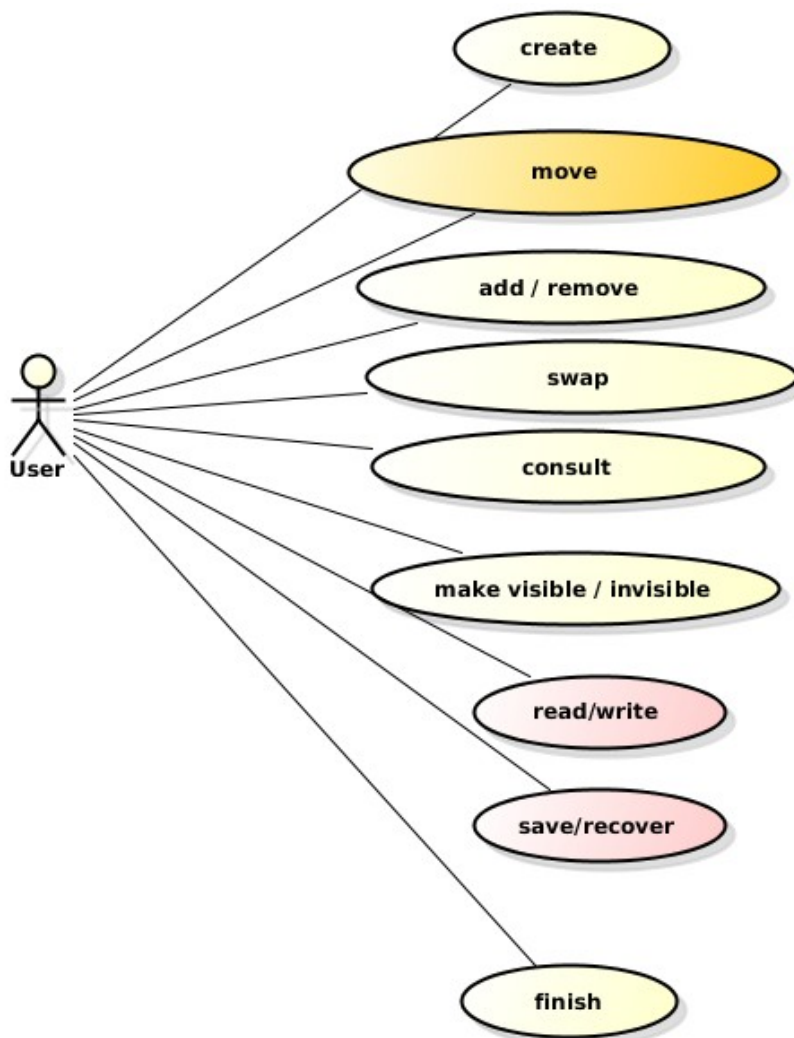 create
move
add / remove
swap
consult
User
make visible / invisible
read/write
save/recover
finish